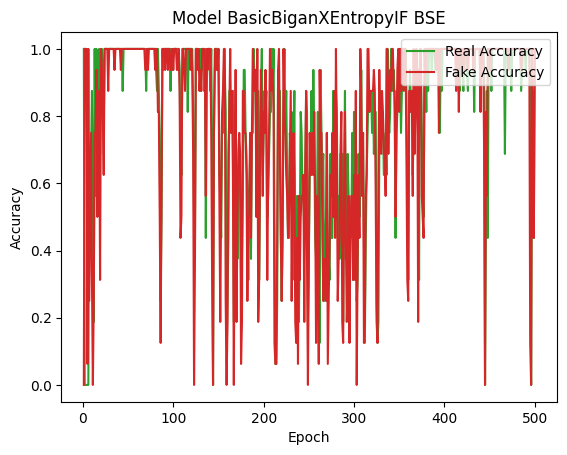 Model BasicBiganXEntropyIF BSE
Real Accuracy
Fake Accuracy
Accuracy
1.0
0.8
0.6
0.4
0.2
0.0
0 100 200 300 400 500
Epoch